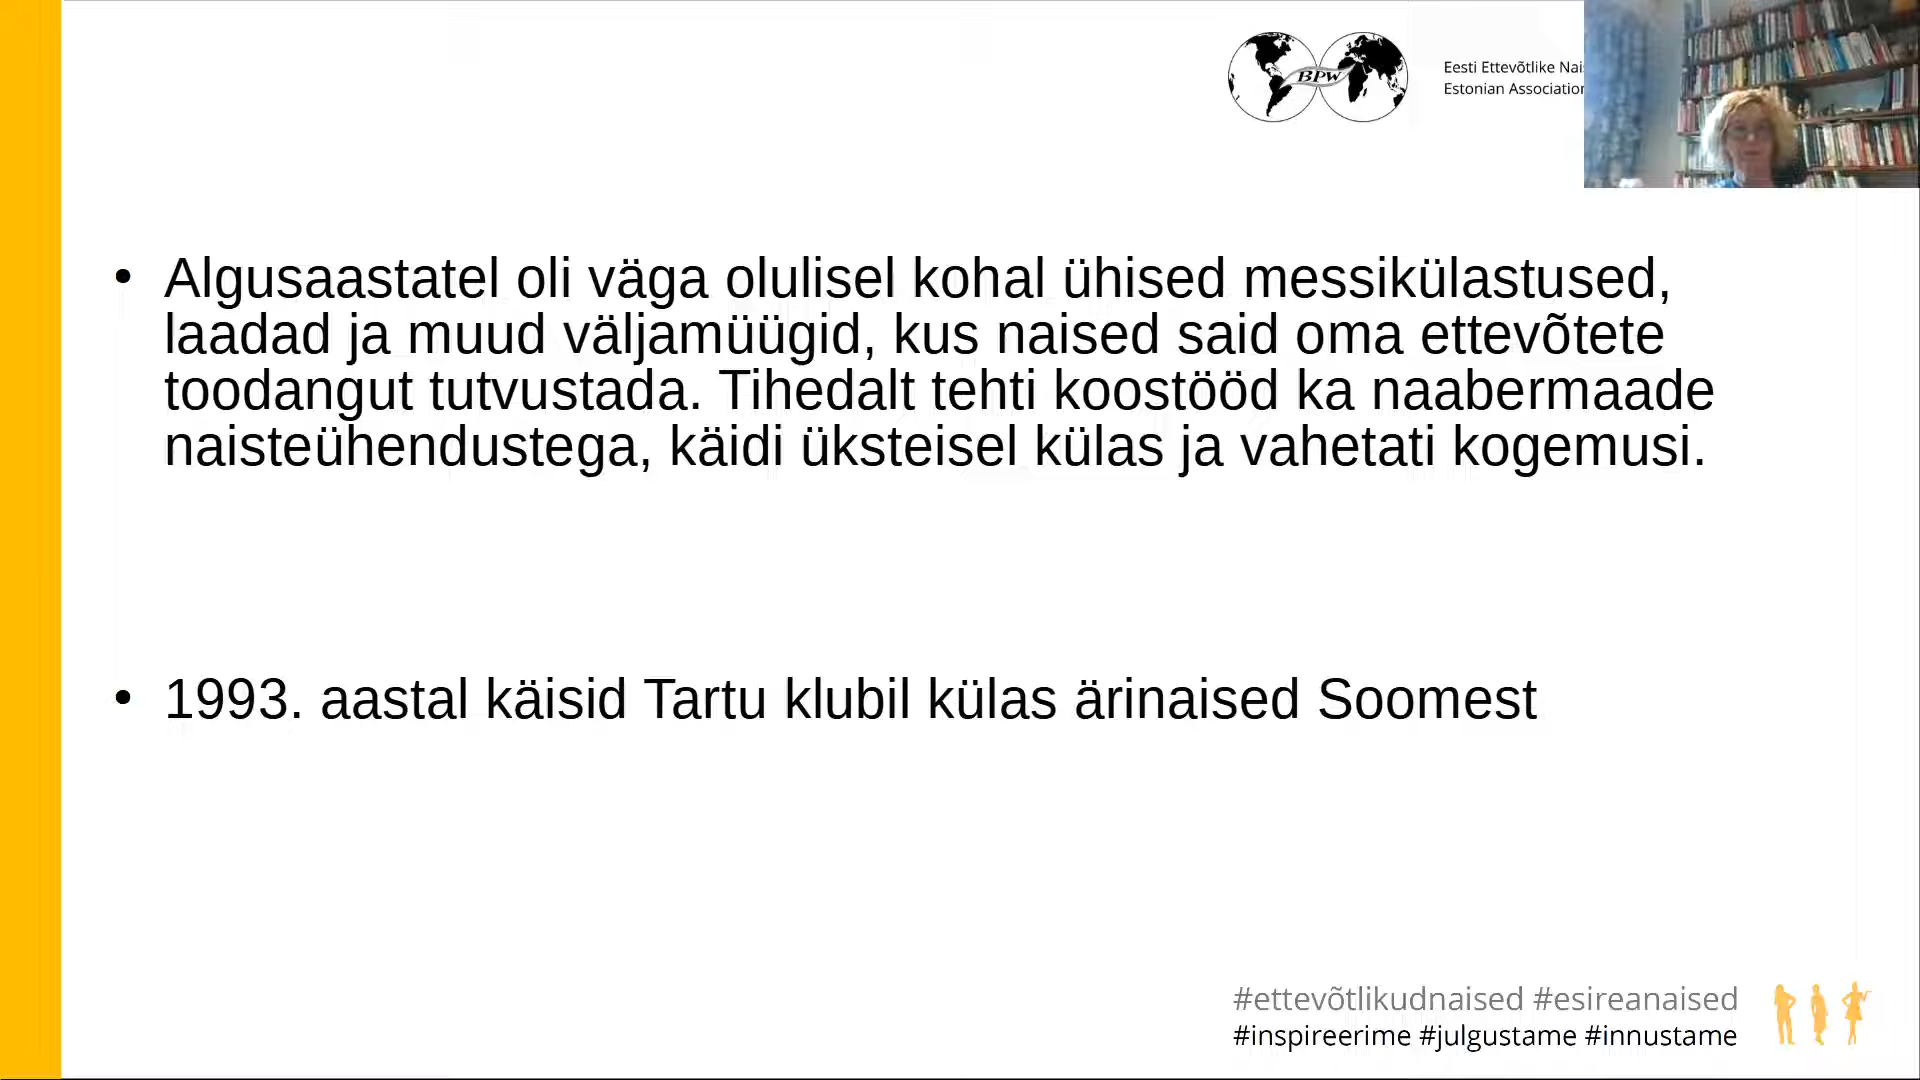 BPW
Eesti Ettevõtlike
Estonian
• Algusaastatel oli väga olulisel kohal ühised messikülastused,
laadad ja muud väljamüügid, kus naised said oma ettevõtete
toodangut tutvustada. Tihedalt tehti koostööd ka naabermaade
naisteühendustega, käidi üksteisel külas ja vahetati kogemusi.
• 1993. aastal käisid Tartu klubil külas ärinaised Soomest
#ettevõtlikudnaised #esireanaised
#inspireerime #julgustame #innustame